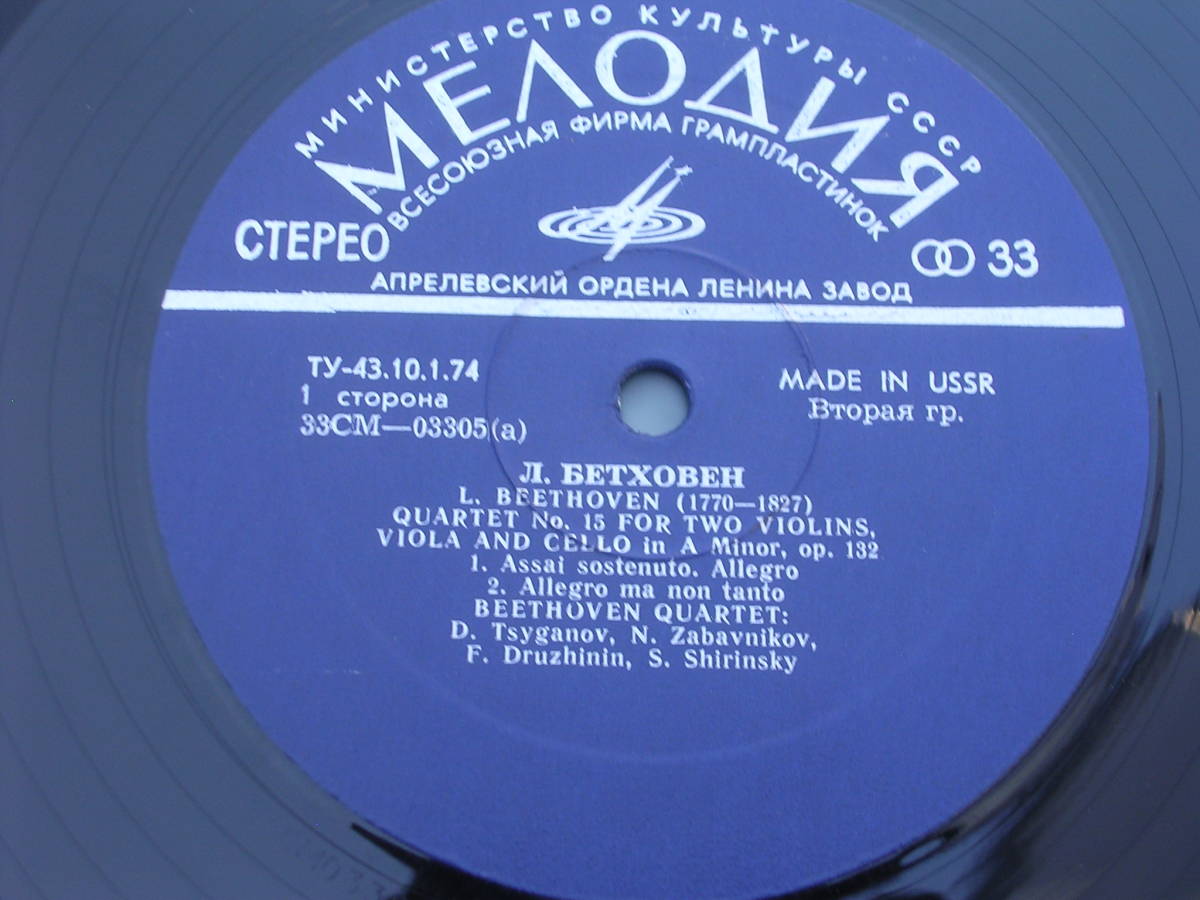 МИНИСТЕРСТВО КУЛЬТУРЫ СССР
МЕЛОДИЯ
ВСЕСОЮЗНАЯ ФИРМА ГРАМПЛАСТИНОК
СТЕРЕО
33
АПРЕЛЕВСКИЙ ОРДЕНА ЛЕНИНА ЗАВОД
ТУ-43.10.1.74
1 сторона
33СМ—03305(а)
MADE IN USSR
Вторая гр.
Л. БЕТХОВЕН
L. BEETHOVEN (1770—1827)
QUARTET No. 15 FOR TWO VIOLINS,
VIOLA AND CELLO in A Minor, op. 132
1. Assai sostenuto. Allegro
2. Allegro ma non tanto
BEETHOVEN QUARTET:
D. Tsyganov, N. Zabavnikov,
F. Druzhinin, S. Shirinsky